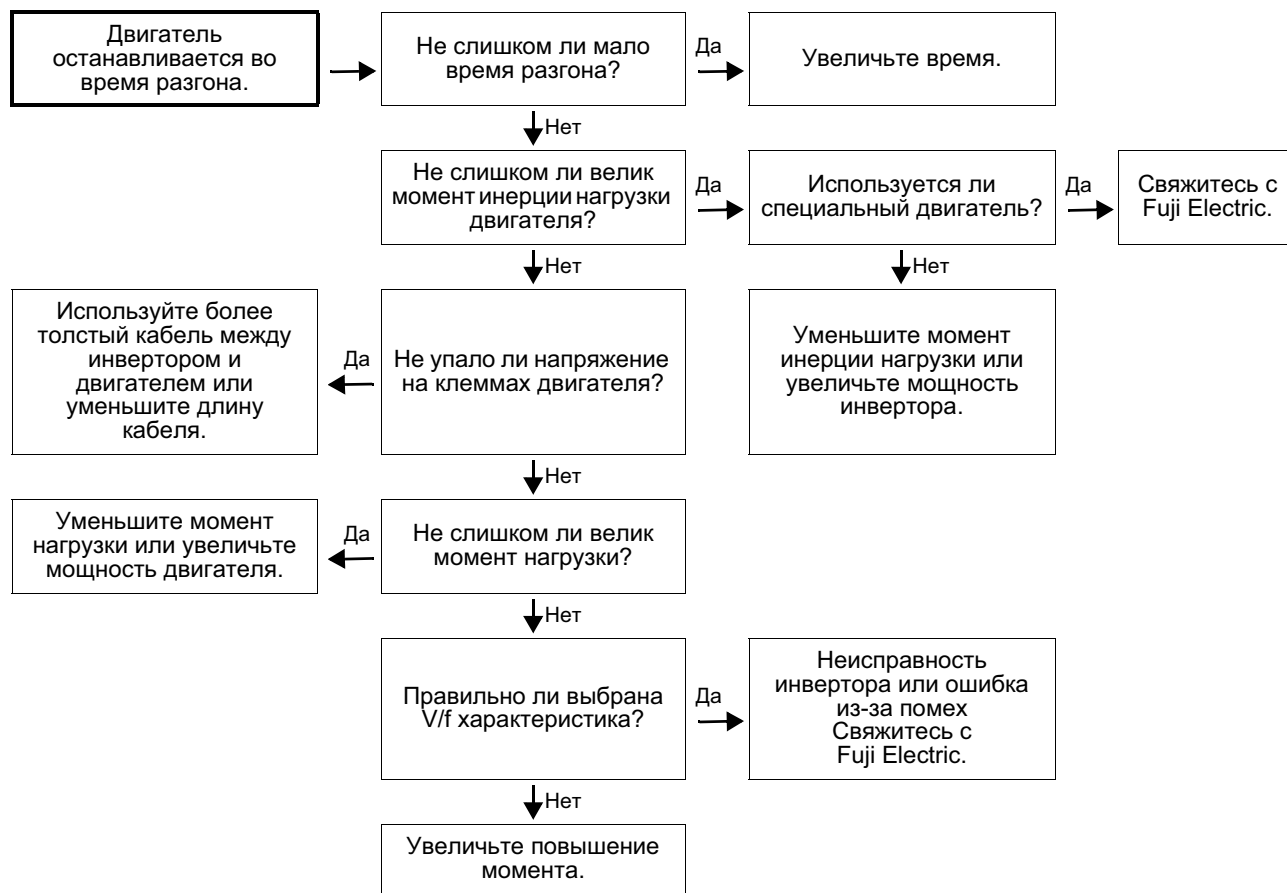 Двигатель
останавливается во
время разгона.
Не слишком ли мало
время разгона?
Да
Увеличьте время.
Нет
Не слишком ли велик
момент инерции нагрузки
двигателя?
Да
Используется ли
специальный двигатель?
Да
Свяжитесь с
Fuji Electric.
Нет
Нет
Используйте более
толстый кабель между
инвертором и
двигателем или
уменьшите длину
кабеля.
Да
Не упало ли напряжение
на клеммах двигателя?
Уменьшите момент
инерции нагрузки или
увеличьте мощность
инвертора.
Нет
Уменьшите момент
нагрузки или увеличьте
мощность двигателя.
Да
Не слишком ли велик
момент нагрузки?
Нет
Правильно ли выбрана
V/f характеристика?
Да
Неисправность
инвертора или ошибка
из-за помех
Свяжитесь с
Fuji Electric.
Нет
Увеличьте повышение
момента.